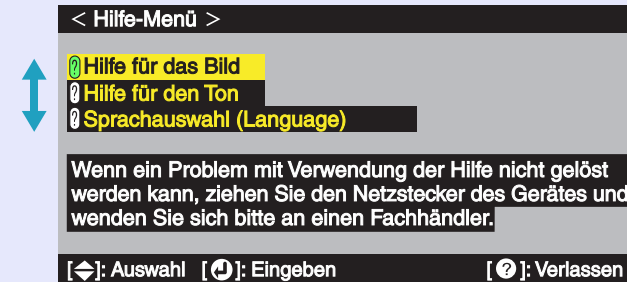 < Hilfe-Menü >
? Hilfe für das Bild
? Hilfe für den Ton
? Sprachauswahl (Language)
Wenn ein Problem mit Verwendung der Hilfe nicht gelöst
werden kann, ziehen Sie den Netzstecker des Gerätes und
wenden Sie sich bitte an einen Fachhändler.
[◆]: Auswahl [↵]: Eingeben [?]: Verlassen